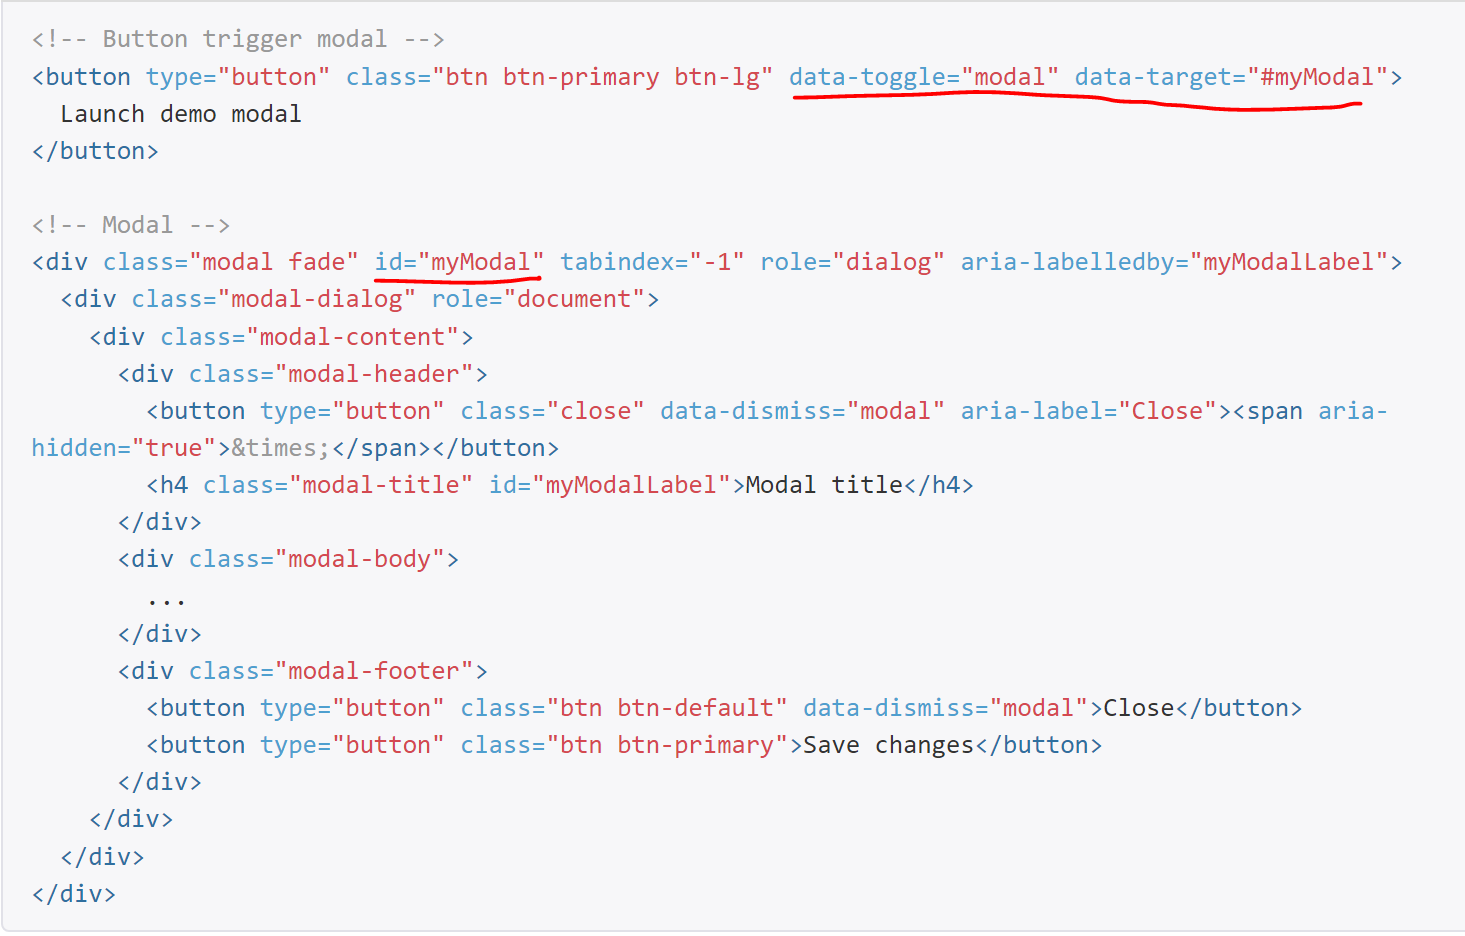 <!-- Button trigger modal -->
<button type="button" class="btn btn-primary btn-lg" data-toggle="modal" data-target="#myModal">
  Launch demo modal
</button>

<!-- Modal -->
<div class="modal fade" id="myModal" tabindex="-1" role="dialog" aria-labelledby="myModalLabel">
  <div class="modal-dialog" role="document">
    <div class="modal-content">
      <div class="modal-header">
        <button type="button" class="close" data-dismiss="modal" aria-label="Close"><span aria-
hidden="true">&times;</span></button>
        <h4 class="modal-title" id="myModalLabel">Modal title</h4>
      </div>
      <div class="modal-body">
        ...
      </div>
      <div class="modal-footer">
        <button type="button" class="btn btn-default" data-dismiss="modal">Close</button>
        <button type="button" class="btn btn-primary">Save changes</button>
      </div>
    </div>
  </div>
</div>